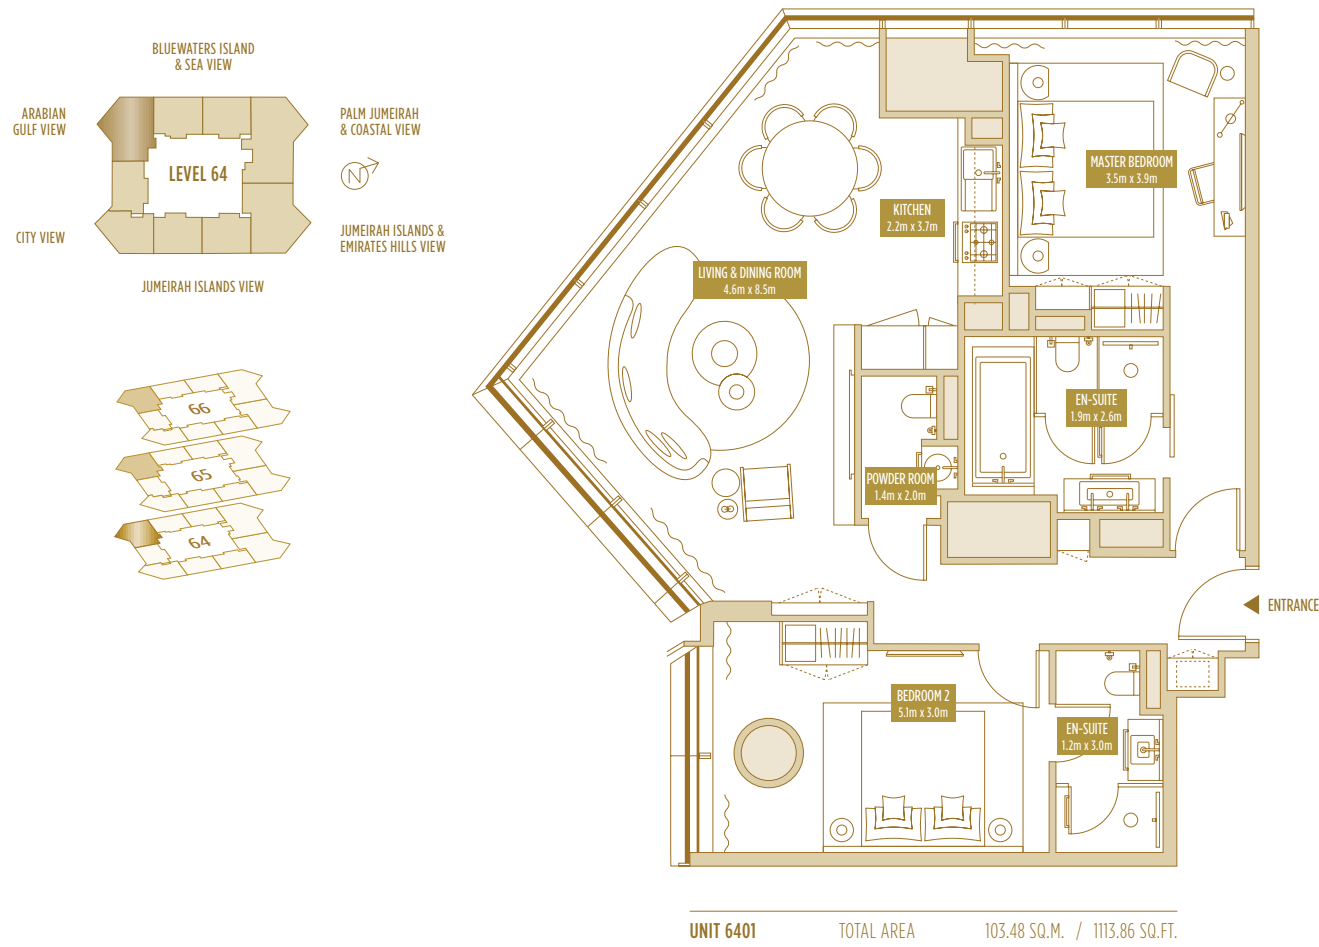 BLUEWATERS ISLAND
& SEA VIEW
ARABIAN
GULF VIEW
PALM JUMEIRAH
& COASTAL VIEW
LEVEL 64
N
CITY VIEW
JUMEIRAH ISLANDS &
EMIRATES HILLS VIEW
JUMEIRAH ISLANDS VIEW
66
65
64
MASTER BEDROOM
3.5m x 3.9m
KITCHEN
2.2m x 3.7m
LIVING & DINING ROOM
4.6m x 8.5m
EN-SUITE
1.9m x 2.6m
POWDER ROOM
1.4m x 2.0m
ENTRANCE
BEDROOM 2
5.1m x 3.0m
EN-SUITE
1.2m x 3.0m
UNIT 6401 TOTAL AREA 103.48 SQ.M. / 1113.86 SQ.FT.